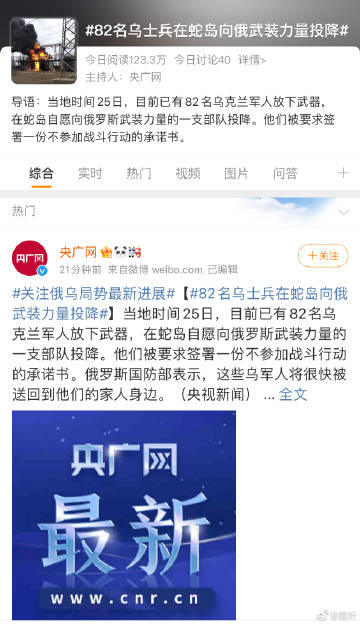 #82名乌士兵在蛇岛向俄武装力量投降#
今日阅读123.3万 今日讨论40 详情>
主持人：央广网
导语：当地时间25日，目前已有82名乌克兰军人放下武器，
在蛇岛自愿向俄罗斯武装力量的一支部队投降。他们被要求签
署一份不参加战斗行动的承诺书。
综合 实时 热门 视频 图片 问答
热门
央广网
21分钟前 来自微博 weibo.com 已编辑
+关注
#关注俄乌局势最新进展#【#82名乌士兵在蛇岛向俄
武装力量投降#】当地时间25日，目前已有82名乌
克兰军人放下武器，在蛇岛自愿向俄罗斯武装力量的
一支部队投降。他们被要求签署一份不参加战斗行动
的承诺书。俄罗斯国防部表示，这些乌军人将很快被
送回到他们的家人身边。（央视新闻） ... 全文
央广网
最新
www.cnr.cn